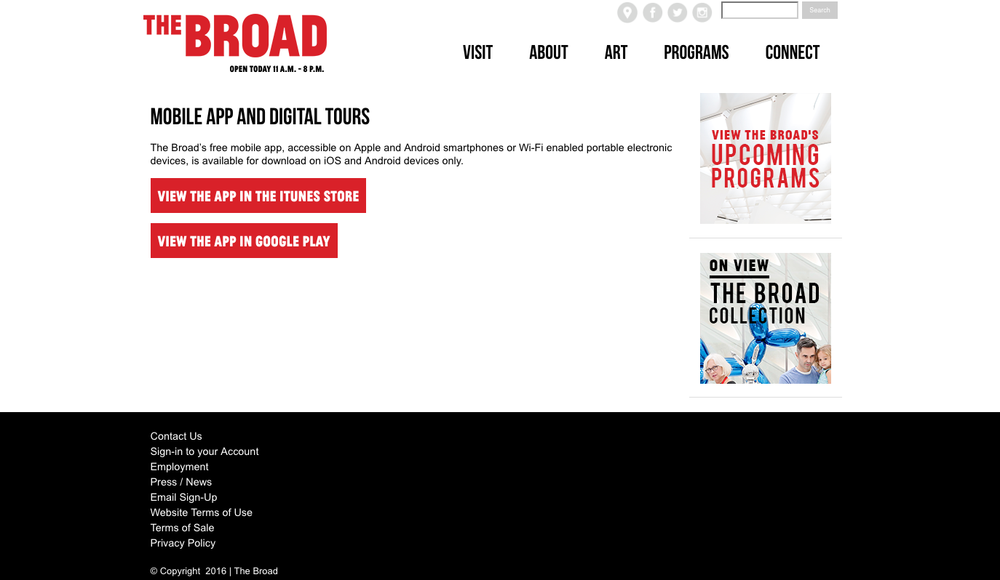 THE BROAD
OPEN TODAY 11 A.M. - 8 P.M.
Search
VISIT ABOUT ART PROGRAMS CONNECT
MOBILE APP AND DIGITAL TOURS
The Broad’s free mobile app, accessible on Apple and Android smartphones or Wi-Fi enabled portable electronic
devices, is available for download on iOS and Android devices only.
VIEW THE APP IN THE ITUNES STORE
VIEW THE APP IN GOOGLE PLAY
VIEW THE BROAD'S
UPCOMING
PROGRAMS
ON VIEW
THE BROAD
COLLECTION
Contact Us
Sign-in to your Account
Employment
Press / News
Email Sign-Up
Website Terms of Use
Terms of Sale
Privacy Policy
© Copyright  2016 | The Broad